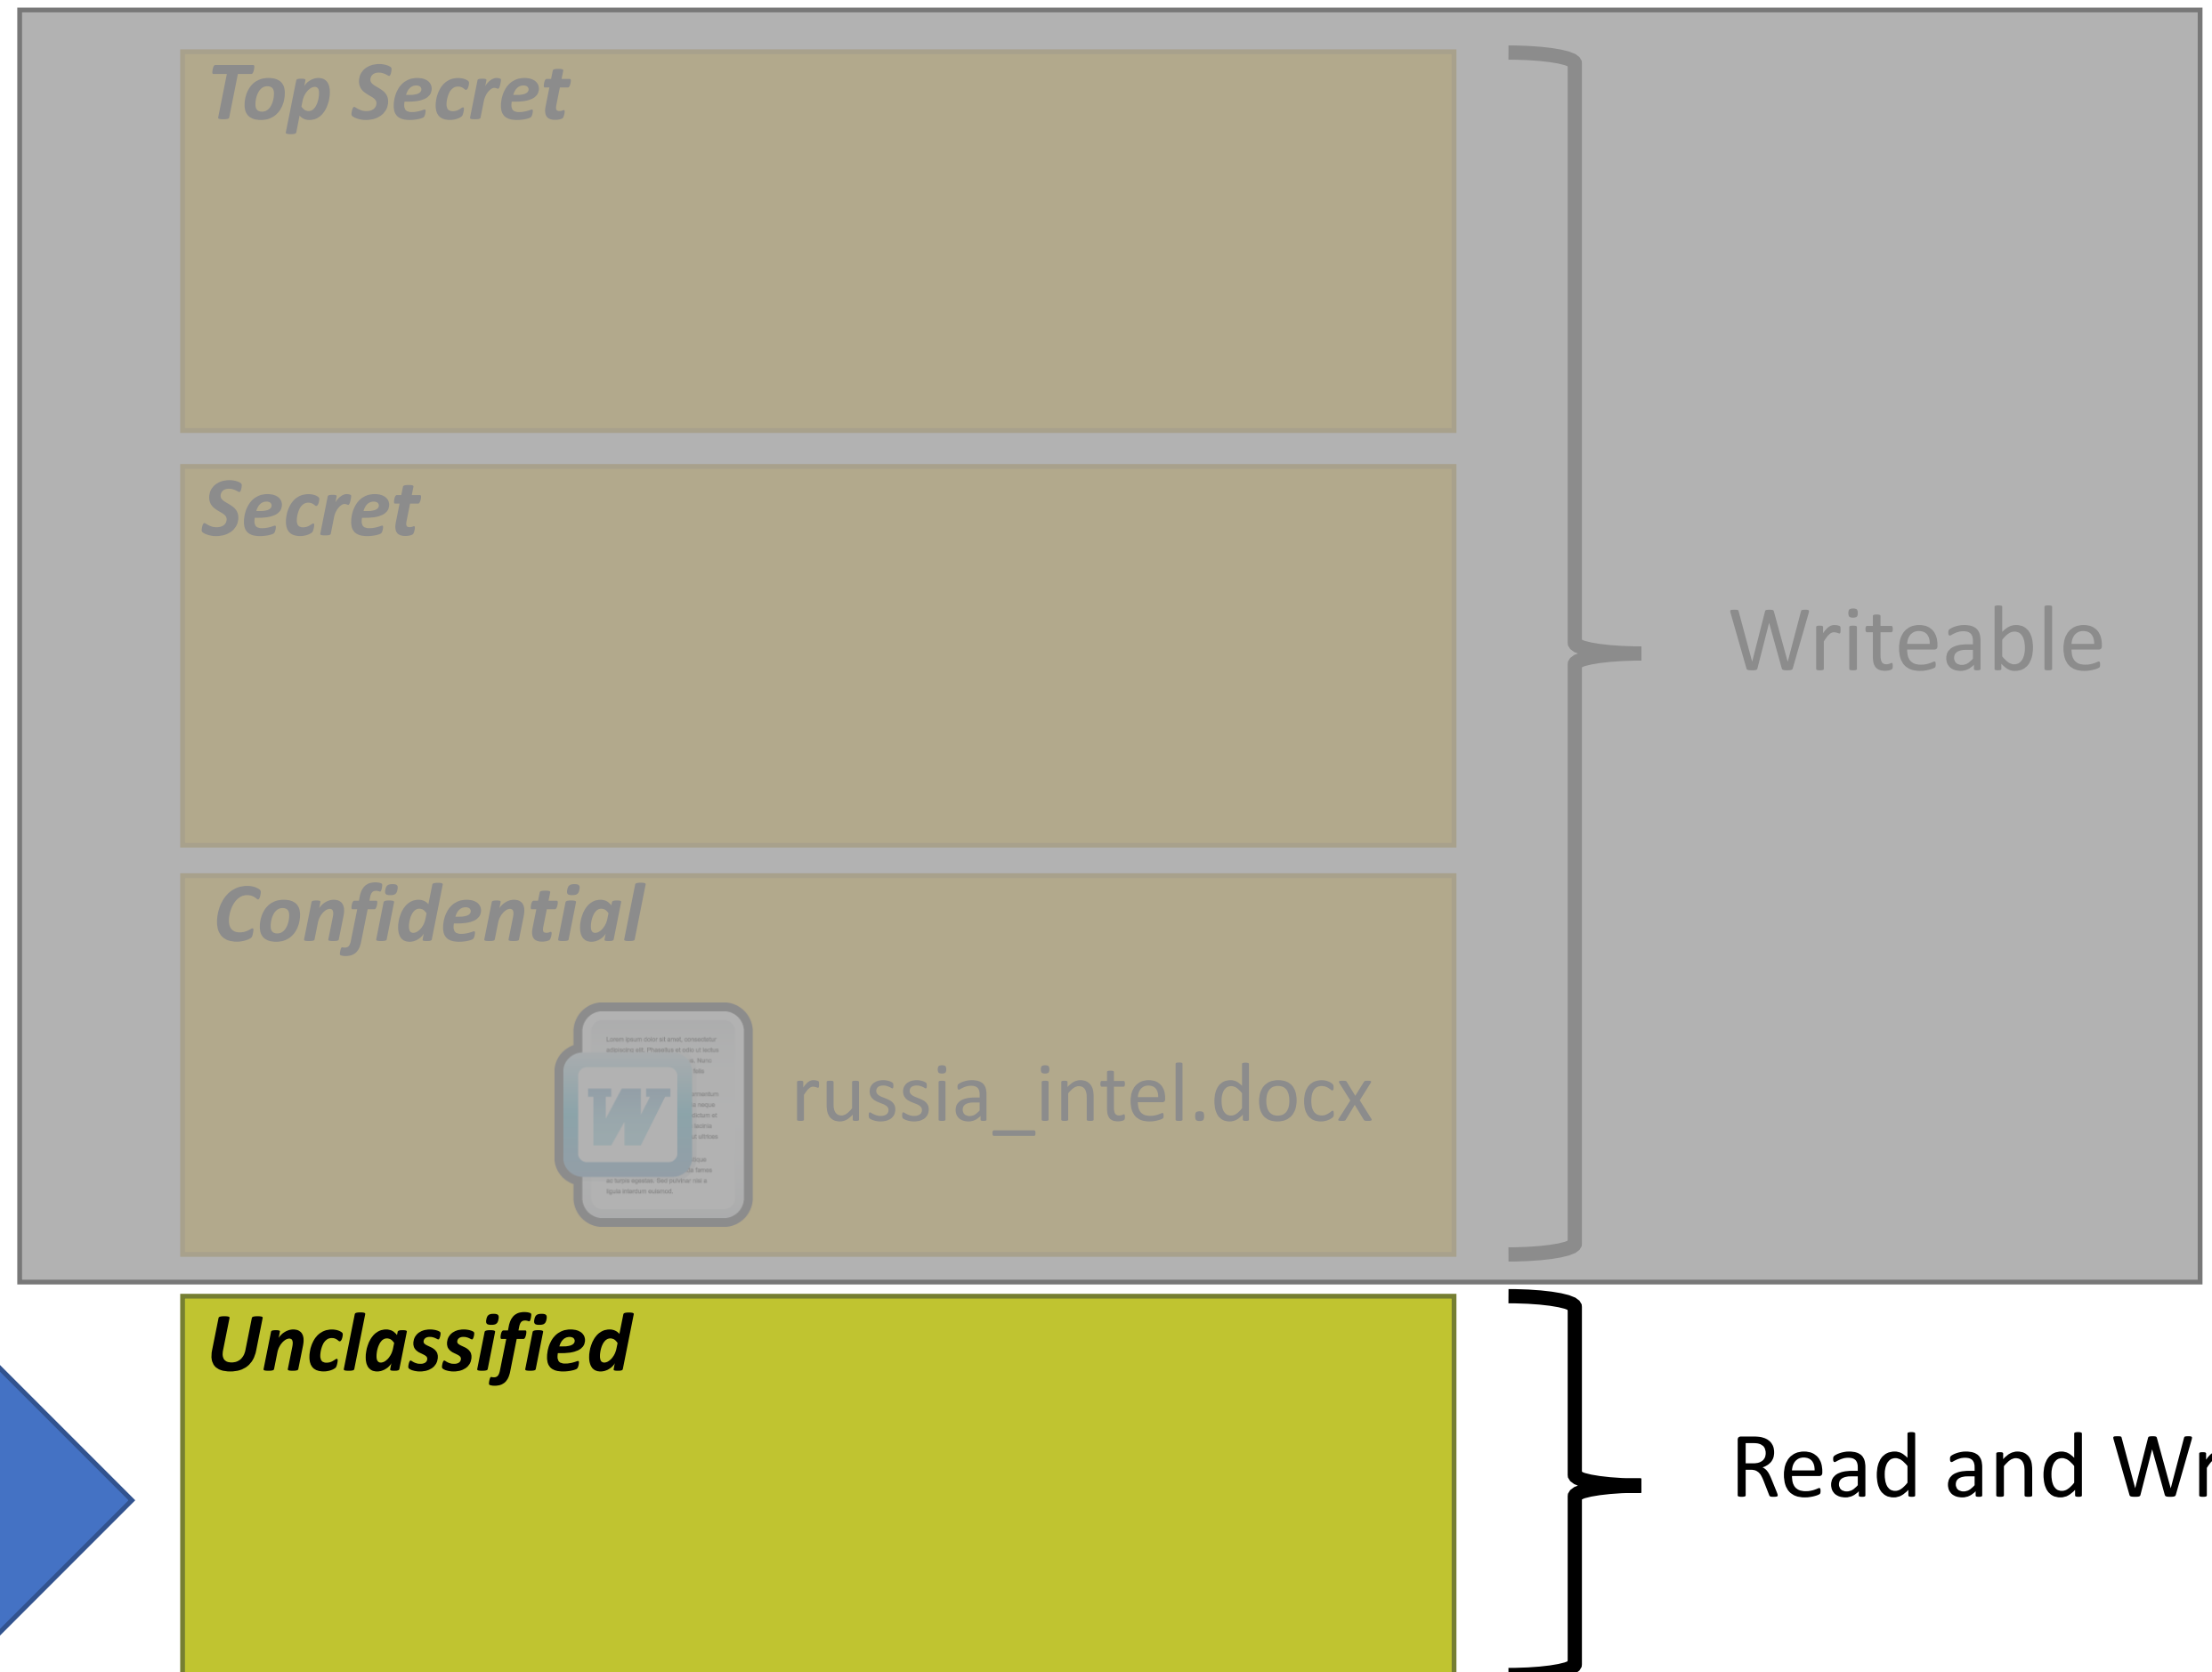 Top Secret
Secret
Writeable
Confidential
russia_intel.docx
Unclassified
Read and Wr